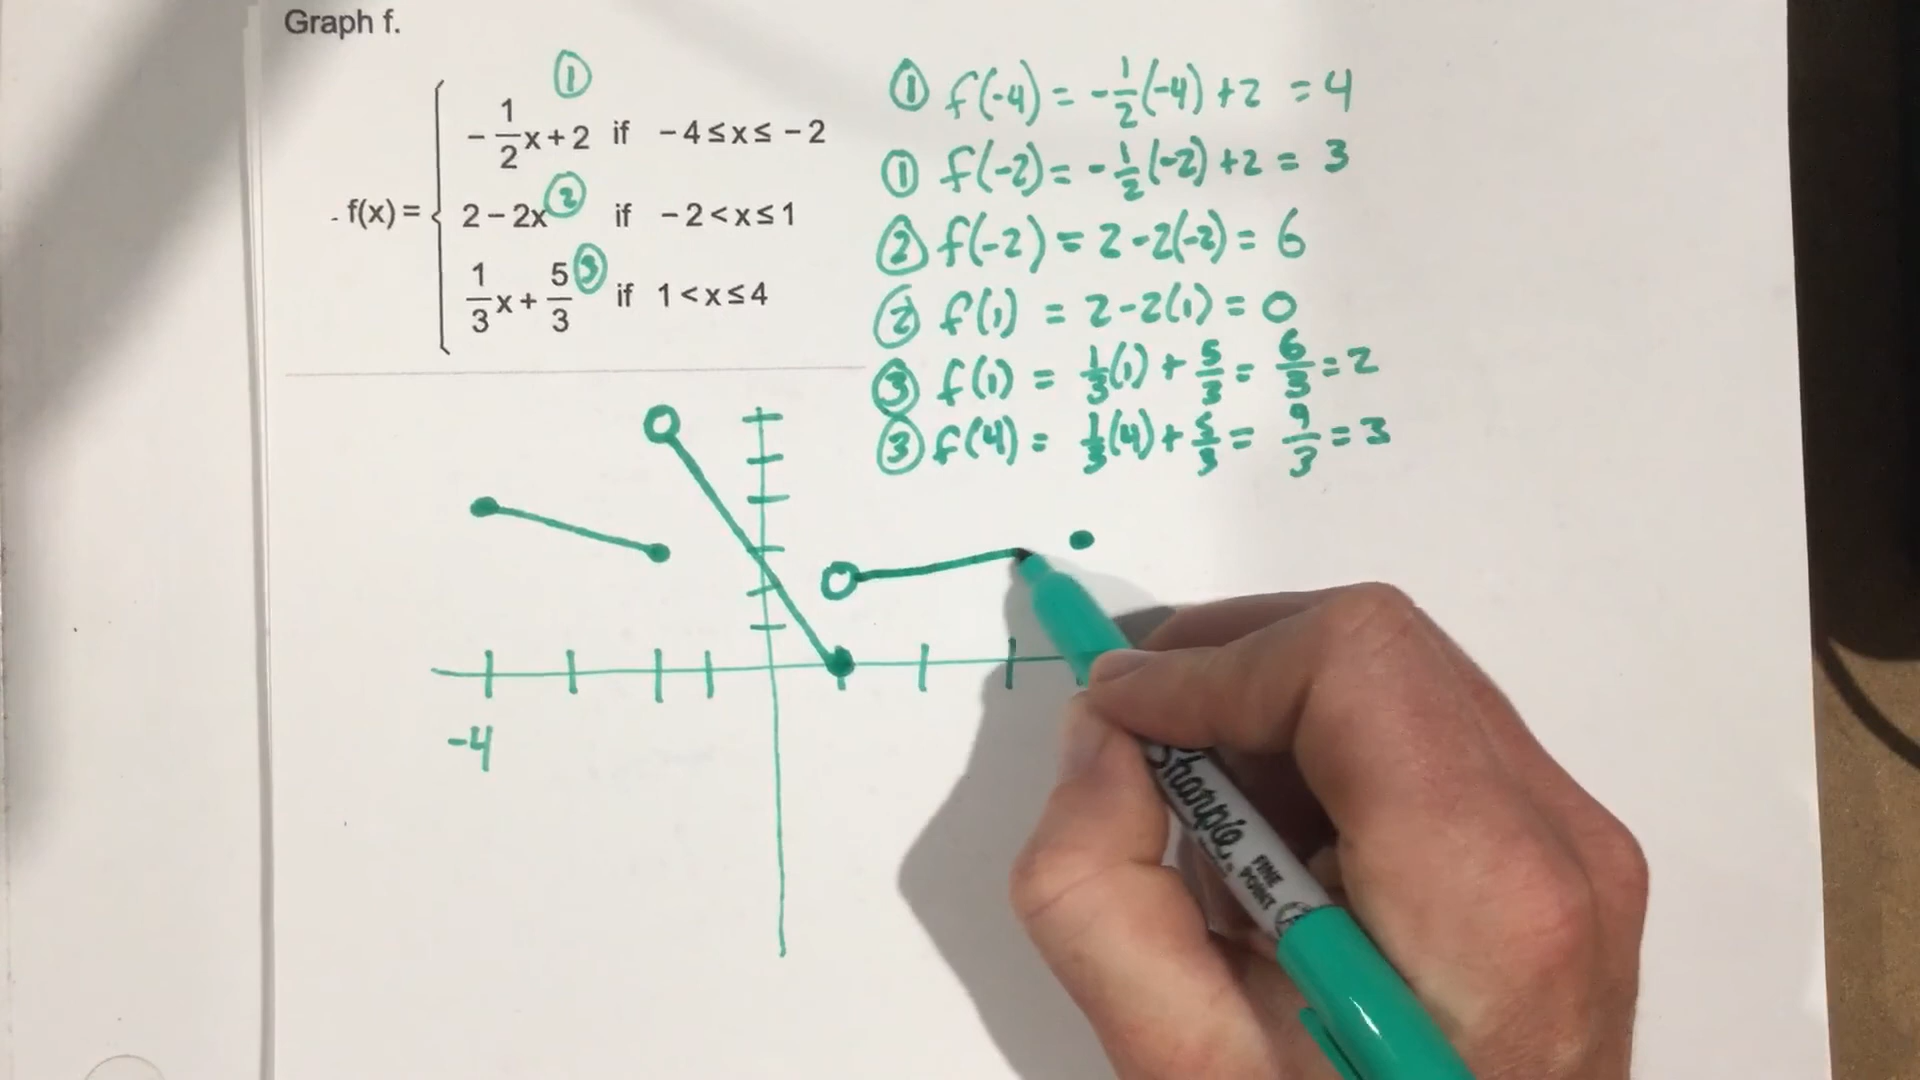 Graph f.
①
- 1/2 x + 2 if -4 ≤ x ≤ -2
f(x) = 2 - 2x ② if -2 < x ≤ 1
1/3 x + 5/3 ③ if 1 < x ≤ 4
① f(-4) = -1/2(-4) +2 = 4
① f(-2) = -1/2(-2) +2 = 3
② f(-2) = 2-2(-2) = 6
② f(1) = 2-2(1) = 0
③ f(1) = 1/3(1) + 5/3 = 6/3 = 2
③ f(4) = 1/3(4) + 5/3 = 9/3 = 3
-4
Sharpie
FINE POINT